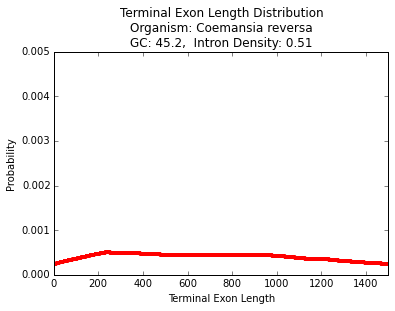 Terminal Exon Length Distribution
Organism: Coemansia reversa
GC: 45.2,  Intron Density: 0.51
0.005
0.004
0.003
0.002
0.001
0.000
Probability
0 200 400 600 800 1000 1200 1400
Terminal Exon Length